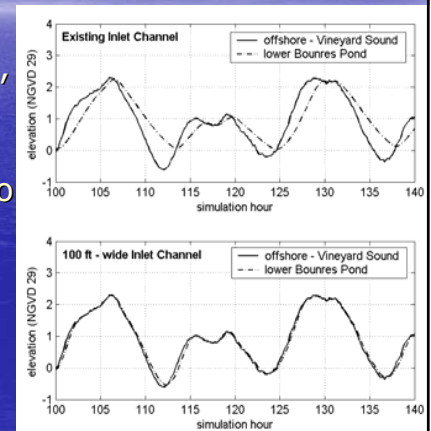 ,
o
4
3
2
1
0
-1
elevation (NGVD 29)
Existing Inlet Channel
offshore - Vineyard Sound
lower Bounres Pond
100 105 110 115 120 125 130 135 140
simulation hour
4
3
2
1
0
-1
elevation (NGVD 29)
100 ft - wide Inlet Channel
offshore - Vineyard Sound
lower Bounres Pond
100 105 110 115 120 125 130 135 140
simulation hour